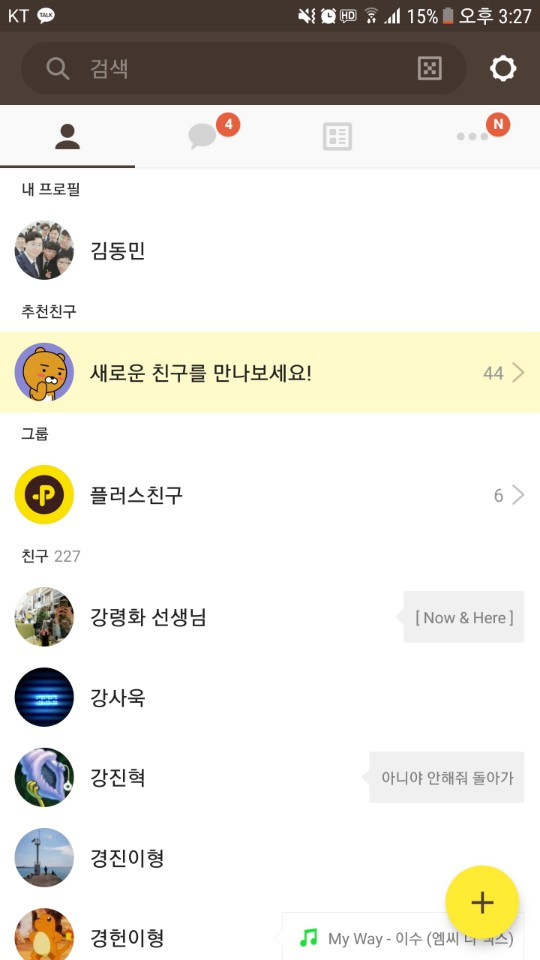 KT TALK HD 15% 오후 3:27
검색
4 N
내 프로필
김동민
추천친구
새로운 친구를 만나보세요! 44
그룹
플러스친구 6
친구 227
강령화 선생님 [ Now & Here ]
강사욱
강진혁 아니야 안해줘 돌아가
경진이형
경헌이형 My Way - 이수 (엠씨